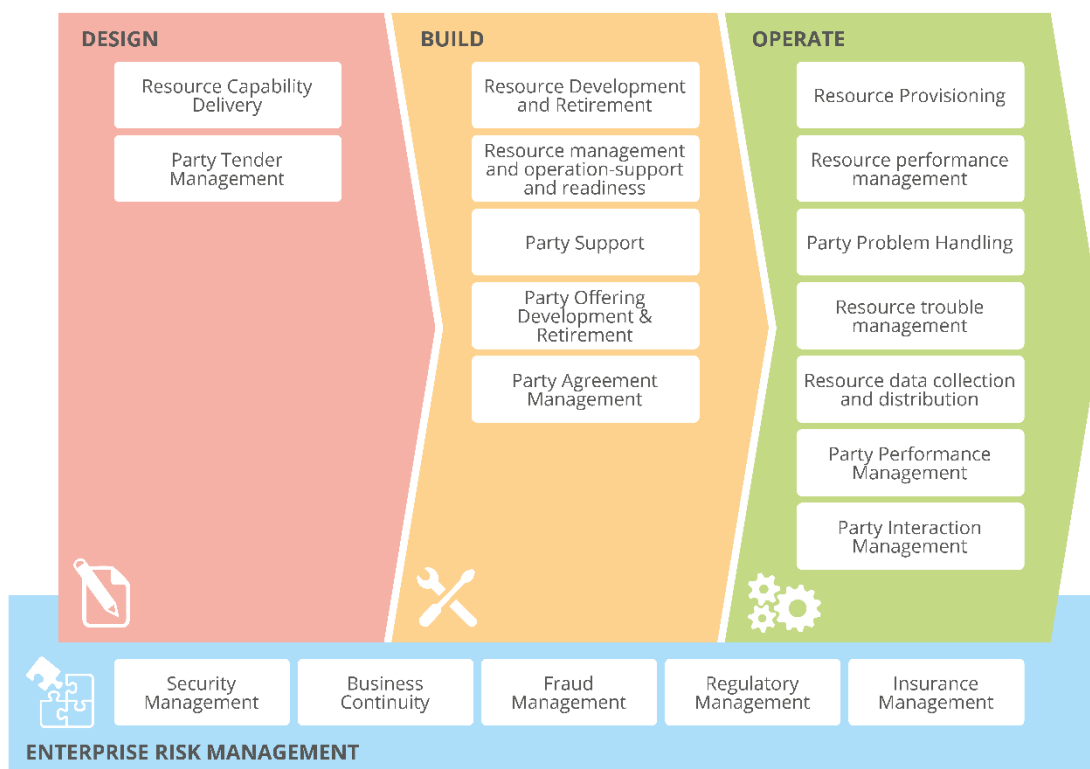 DESIGN
Resource Capability
Delivery
Party Tender
Management
BUILD
Resource Development
and Retirement
Resource management
and operation-support
and readiness
Party Support
Party Offering
Development &
Retirement
Party Agreement
Management
OPERATE
Resource Provisioning
Resource performance
management
Party Problem Handling
Resource trouble
management
Resource data collection
and distribution
Party Performance
Management
Party Interaction
Management
Security
Management
Business
Continuity
Fraud
Management
Regulatory
Management
Insurance
Management
ENTERPRISE RISK MANAGEMENT